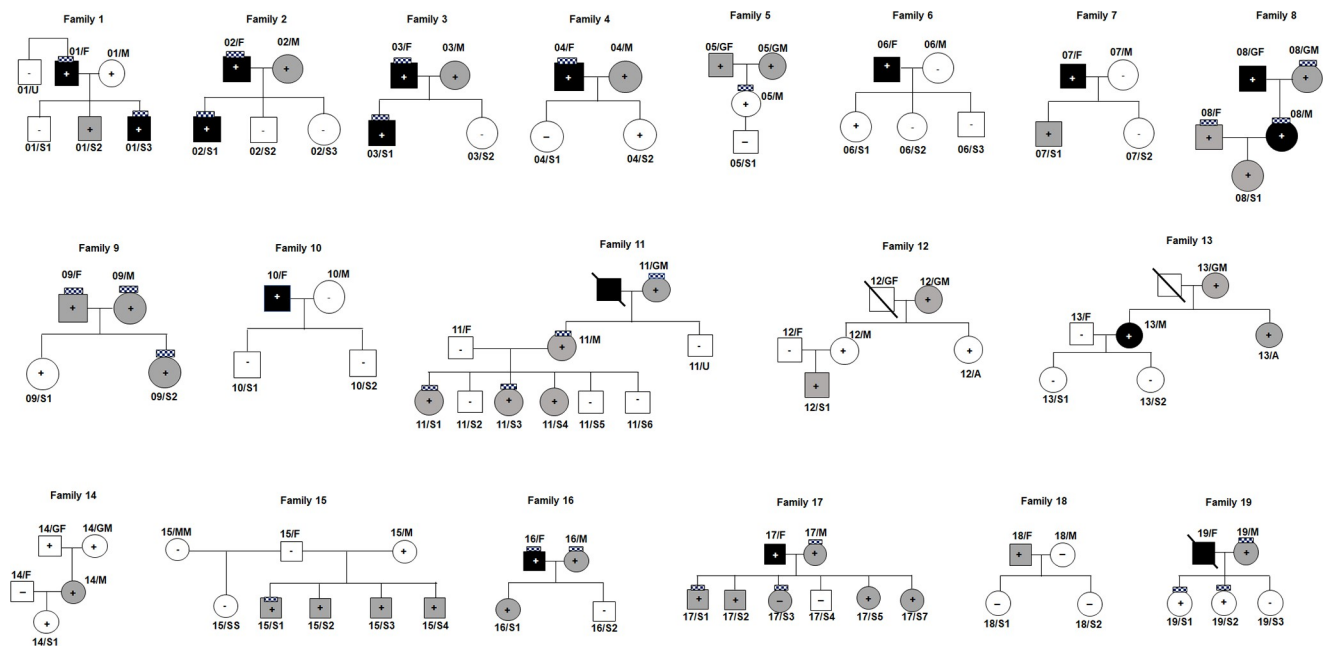 Family 1
01/F
01/M
+
+
-
01/U
-
+
+
01/S1
01/S2
01/S3
Family 2
02/F
02/M
+
+
+
-
-
02/S1
02/S2
02/S3
Family 3
03/F
03/M
+
+
+
-
03/S1
03/S2
Family 4
04/F
04/M
+
+
–
+
04/S1
04/S2
Family 5
05/GF
05/GM
+
+
+
05/M
–
05/S1
Family 6
06/F
06/M
+
-
+
-
-
06/S1
06/S2
06/S3
Family 7
07/F
07/M
+
-
+
-
07/S1
07/S2
Family 8
08/GF
08/GM
+
+
08/F
08/M
+
+
+
08/S1
Family 9
09/F
09/M
+
+
+
+
09/S1
09/S2
Family 10
10/F
10/M
+
-
-
-
10/S1
10/S2
Family 11
11/GM
+
11/F
-
+
11/M
-
11/U
+
-
+
+
-
-
11/S1
11/S2
11/S3
11/S4
11/S5
11/S6
Family 12
12/GF
12/GM
+
12/F
12/M
-
+
+
12/A
+
12/S1
Family 13
13/GM
+
13/F
13/M
-
+
+
13/A
-
-
13/S1
13/S2
Family 14
14/GF
14/GM
+
+
14/F
–
+
14/M
+
14/S1
Family 15
15/MM
15/F
15/M
-
-
+
-
+
+
+
+
15/SS
15/S1
15/S2
15/S3
15/S4
Family 16
16/F
16/M
+
+
+
-
16/S1
16/S2
Family 17
17/F
17/M
+
+
+
+
–
–
+
+
17/S1
17/S2
17/S3
17/S4
17/S5
17/S7
Family 18
18/F
18/M
+
–
–
–
18/S1
18/S2
Family 19
19/F
19/M
+
+
+
+
-
19/S1
19/S2
19/S3